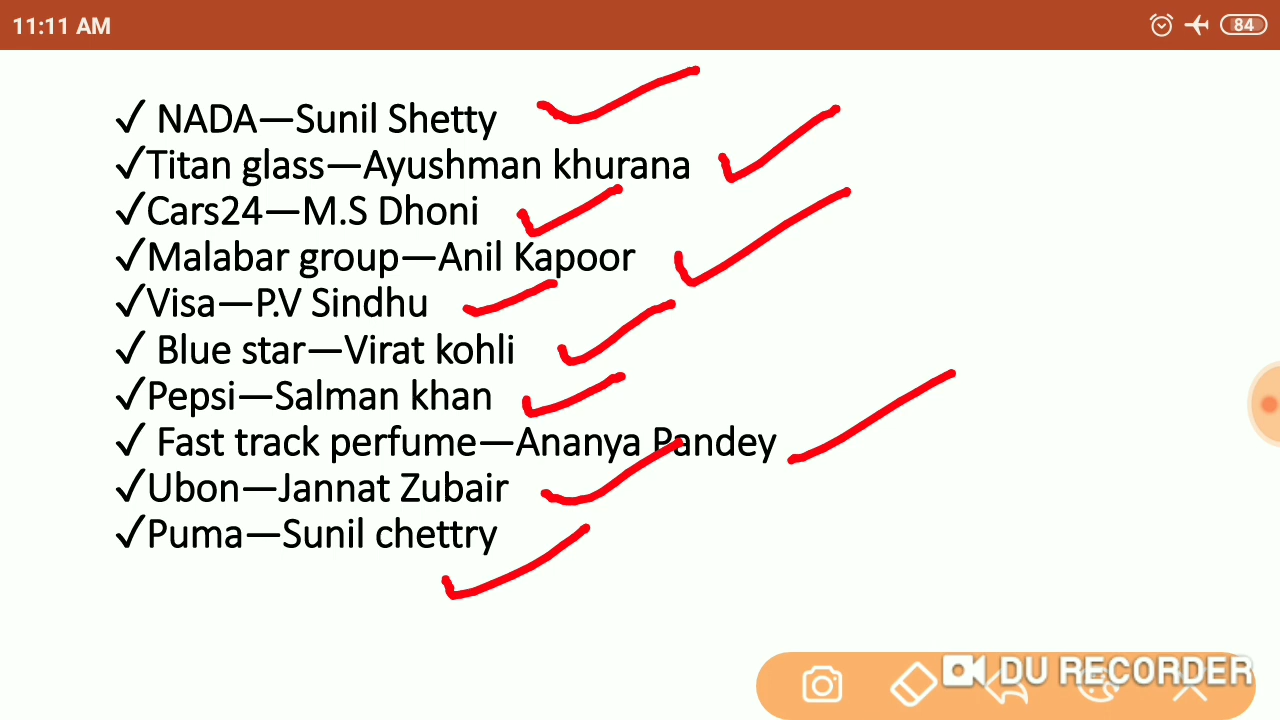 11:11 AM
84
✓ NADA—Sunil Shetty
✓Titan glass—Ayushman khurana
✓Cars24—M.S Dhoni
✓Malabar group—Anil Kapoor
✓Visa—P.V Sindhu
✓ Blue star—Virat kohli
✓Pepsi—Salman khan
✓ Fast track perfume—Ananya Pandey
✓Ubon—Jannat Zubair
✓Puma—Sunil chettry
DU RECORDER